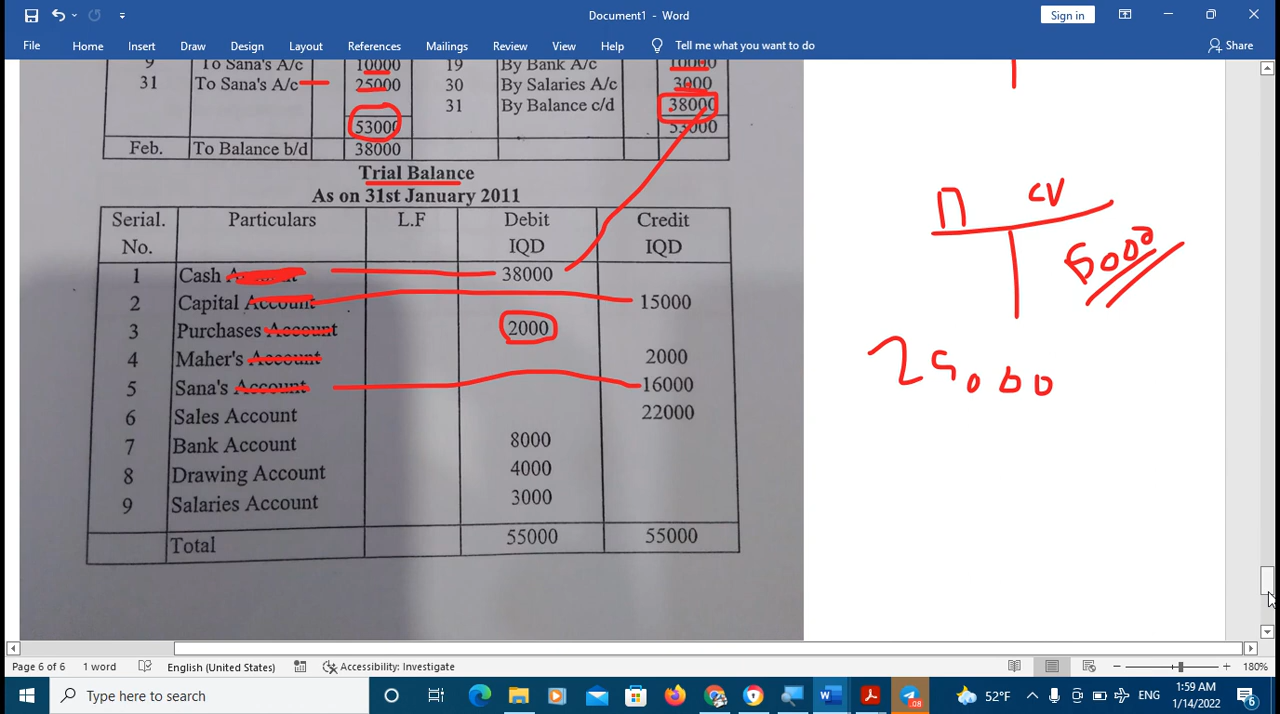 Document1 - Word
Sign in
File Home Insert Draw Design Layout References Mailings Review View Help Tell me what you want to do Share
9 To Sana's A/c 10000 19 By Bank A/c 10000
31 To Sana's A/c 25000 30 By Salaries A/c 3000
31 By Balance c/d 38000
53000 53000
Feb. To Balance b/d 38000
Trial Balance
As on 31st January 2011
Serial. No. Particulars L.F Debit IQD Credit IQD
1 Cash Account 38000
2 Capital Account 15000
3 Purchases Account 2000
4 Maher's Account 2000
5 Sana's Account 16000
6 Sales Account 22000
7 Bank Account 8000
8 Drawing Account 4000
9 Salaries Account 3000
Total 55000 55000
5000
25000
Page 6 of 6 1 word English (United States) Accessibility: Investigate 180%
Type here to search
.08
52°F ENG 1:59 AM
1/14/2022
6